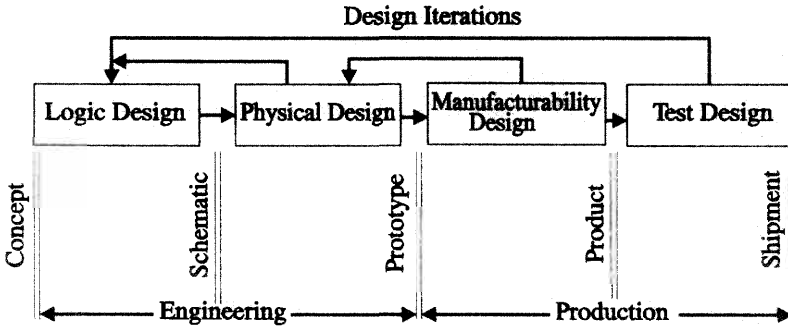 Design Iterations
Logic Design
Physical Design
Manufacturability
Design
Test Design
Concept
Schematic
Prototype
Product
Shipment
Engineering
Production